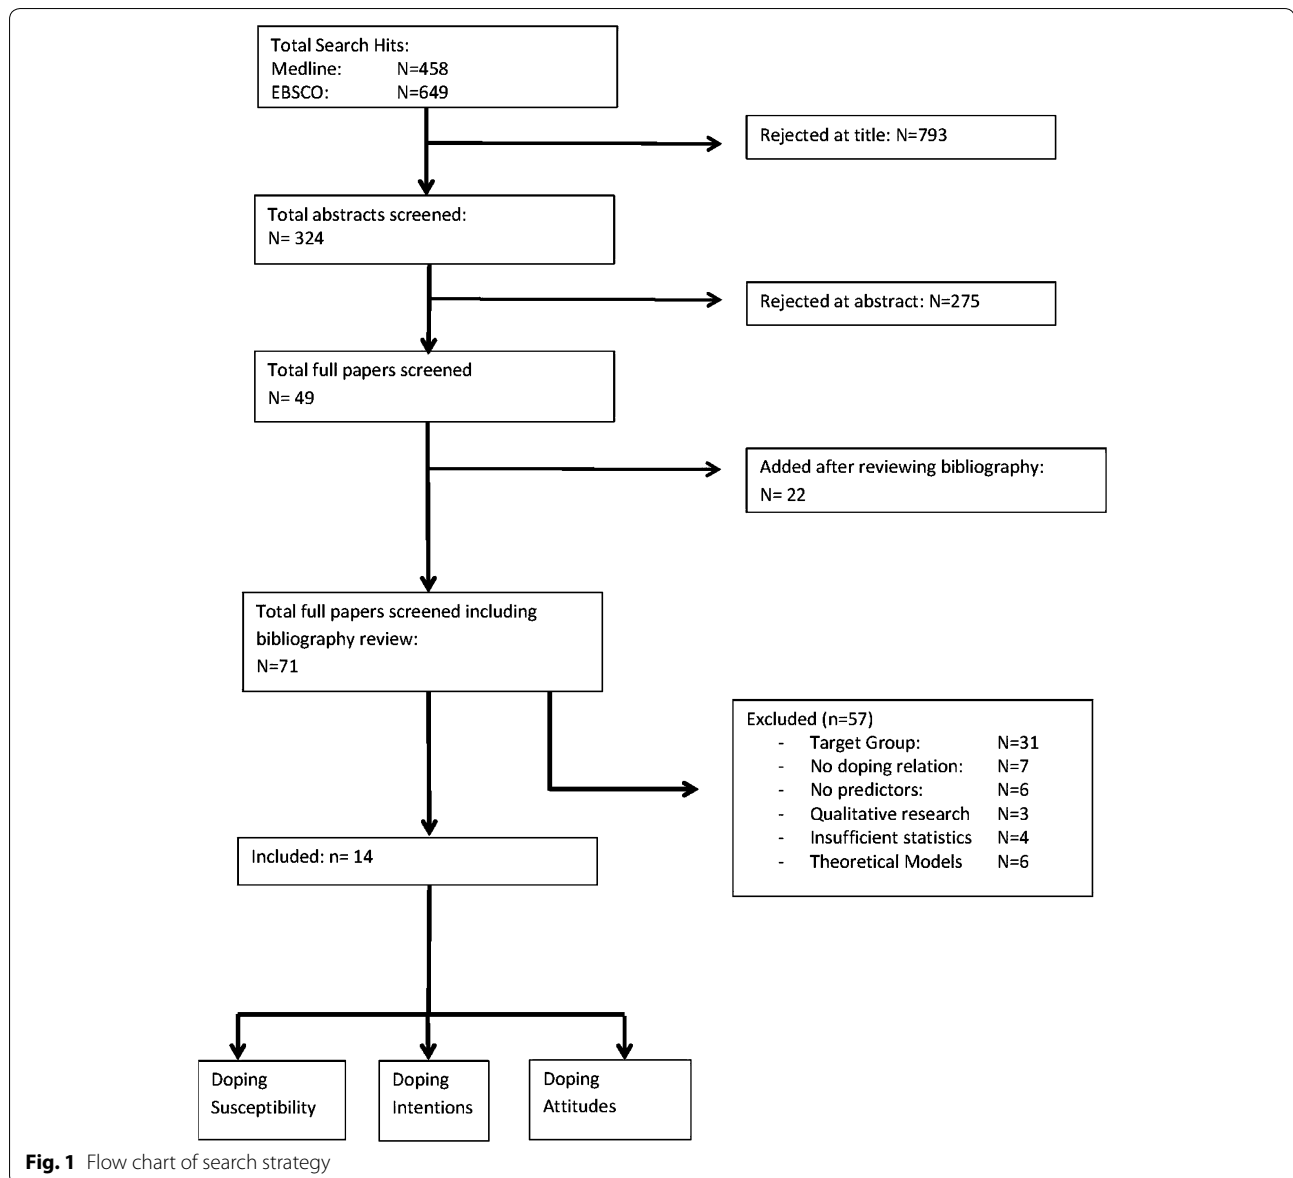 Total Search Hits:
Medline: N=458
EBSCO: N=649
Rejected at title: N=793
Total abstracts screened:
N= 324
Rejected at abstract: N=275
Total full papers screened
N= 49
Added after reviewing bibliography:
N= 22
Total full papers screened including
bibliography review:
N=71
Excluded (n=57)
- Target Group: N=31
- No doping relation: N=7
- No predictors: N=6
- Qualitative research N=3
- Insufficient statistics N=4
- Theoretical Models N=6
Included: n= 14
Doping
Susceptibility
Doping
Intentions
Doping
Attitudes
Fig. 1 Flow chart of search strategy